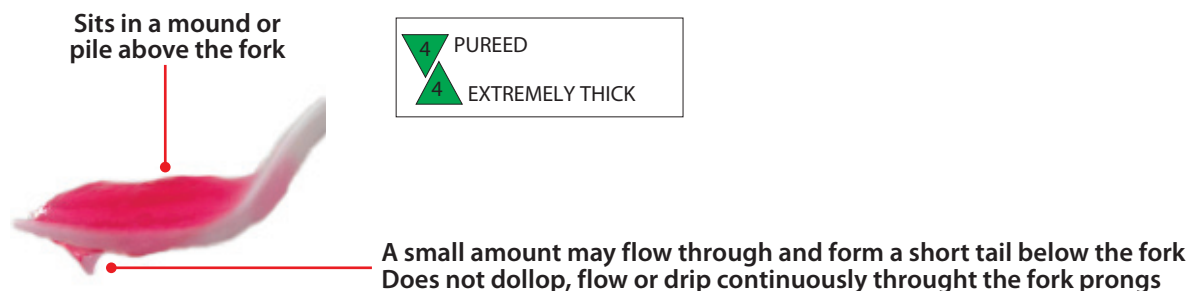 Sits in a mound or
pile above the fork
4 PUREED
4 EXTREMELY THICK
A small amount may flow through and form a short tail below the fork
Does not dollop, flow or drip continuously throught the fork prongs